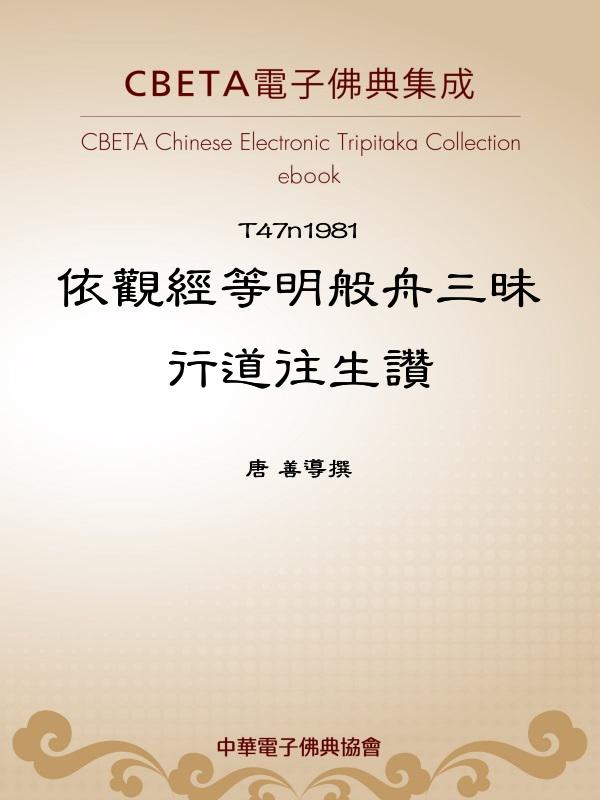 CBETA電子佛典集成
CBETA Chinese Electronic Tripitaka Collection
ebook
T47n1981
依觀經等明般舟三昧
行道往生讚
唐 善導撰
中華電子佛典協會